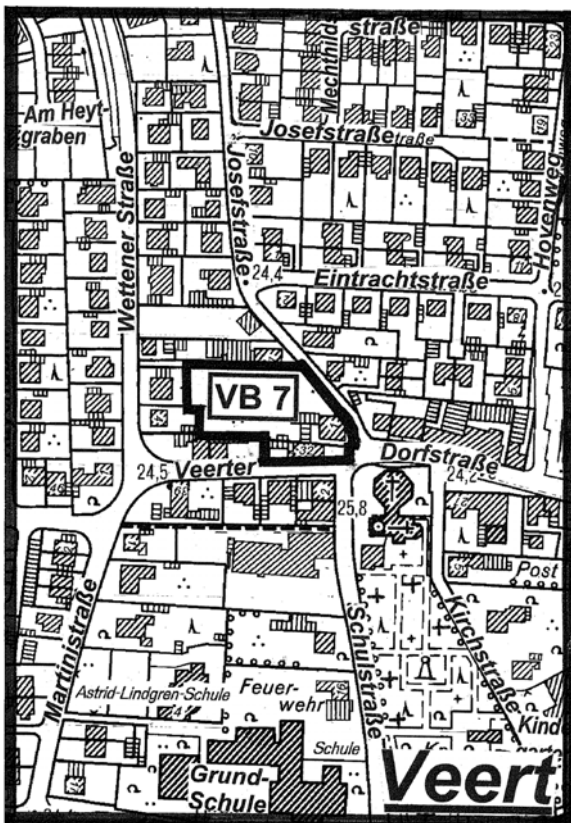 straße
Mechthild
Am Heyt-
graben
Josefstraße
Josefstraße
Hovenweg
Wettener Straße
24,4
Eintrachtstraße
VB 7
Dorfstraße
24,5
Veerter
24,2
25,8
Post
Martinistraße
Schulstraße
Kirchstraße
Astrid-Lindgren-Schule
Feuer-
wehr
Schule
Kind
Grund-
Schule
Veert